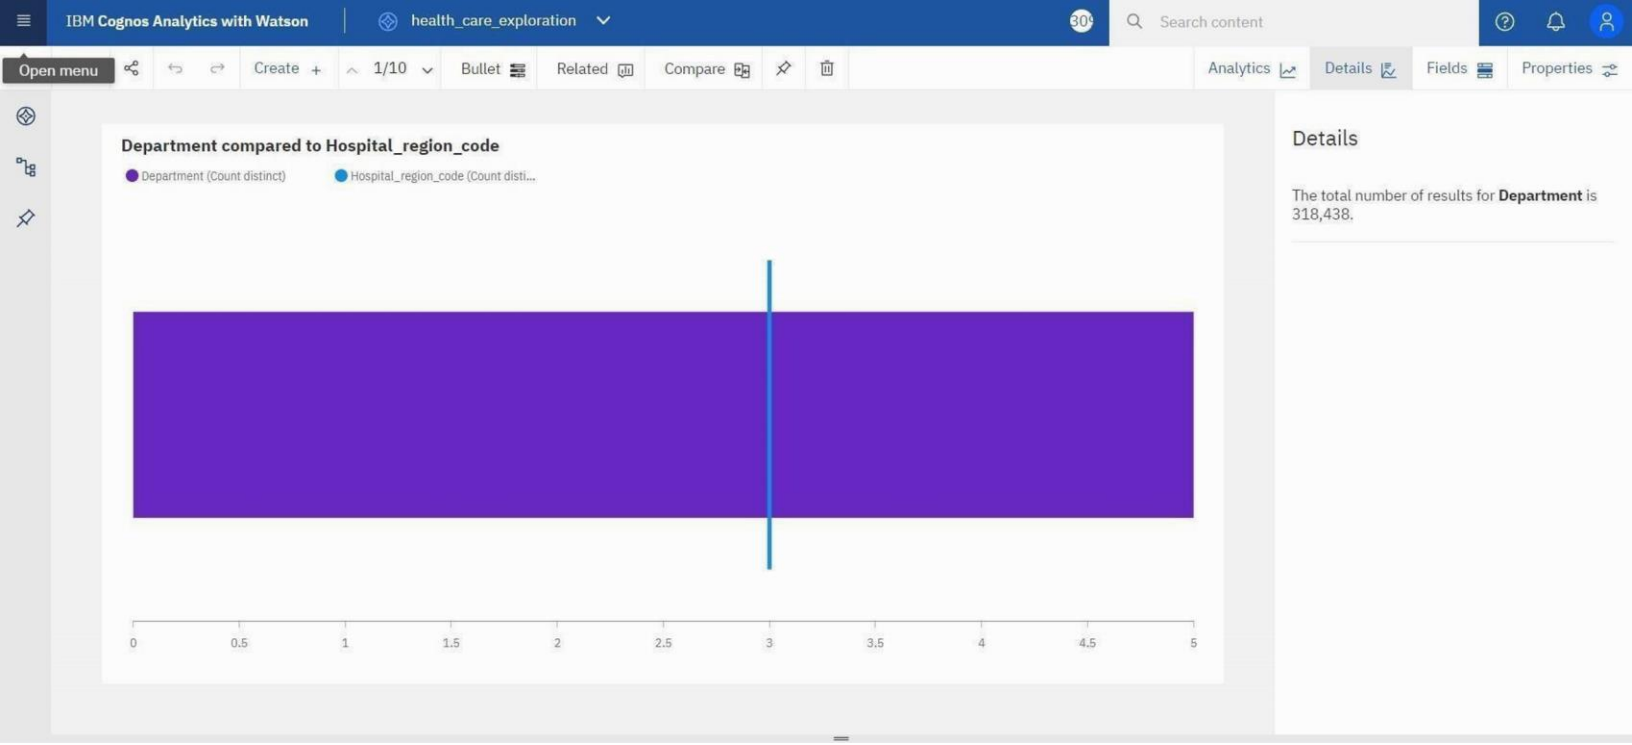 IBM Cognos Analytics with Watson
health_care_exploration
Search content
Open menu
Create
1/10
Bullet
Related
Compare
Analytics
Details
Fields
Properties
Department compared to Hospital_region_code
Department (Count distinct)
Hospital_region_code (Count disti...
0
0.5
1
1.5
2
2.5
3
3.5
4
4.5
5
Details
The total number of results for Department is
318,438.